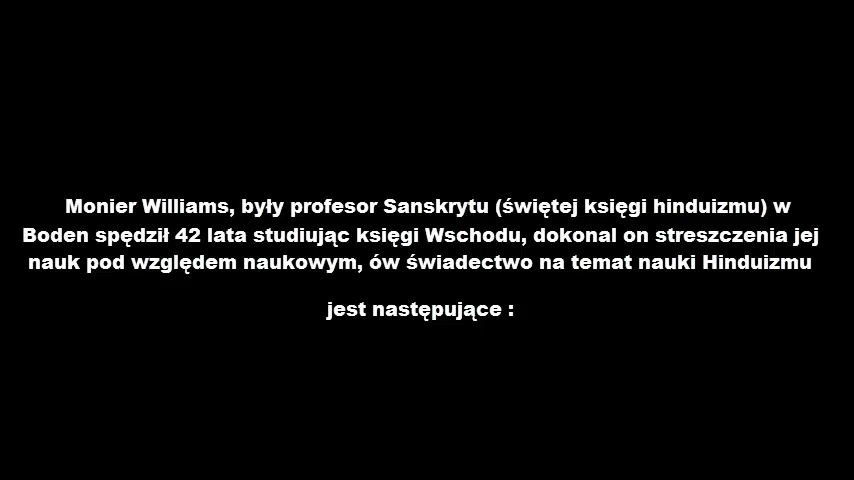 Monier Williams, były profesor Sanskrytu (świętej księgi hinduizmu) w
Boden spędził 42 lata studiując księgi Wschodu, dokonal on streszczenia jej
nauk pod względem naukowym, ów świadectwo na temat nauki Hinduizmu
jest następujące :